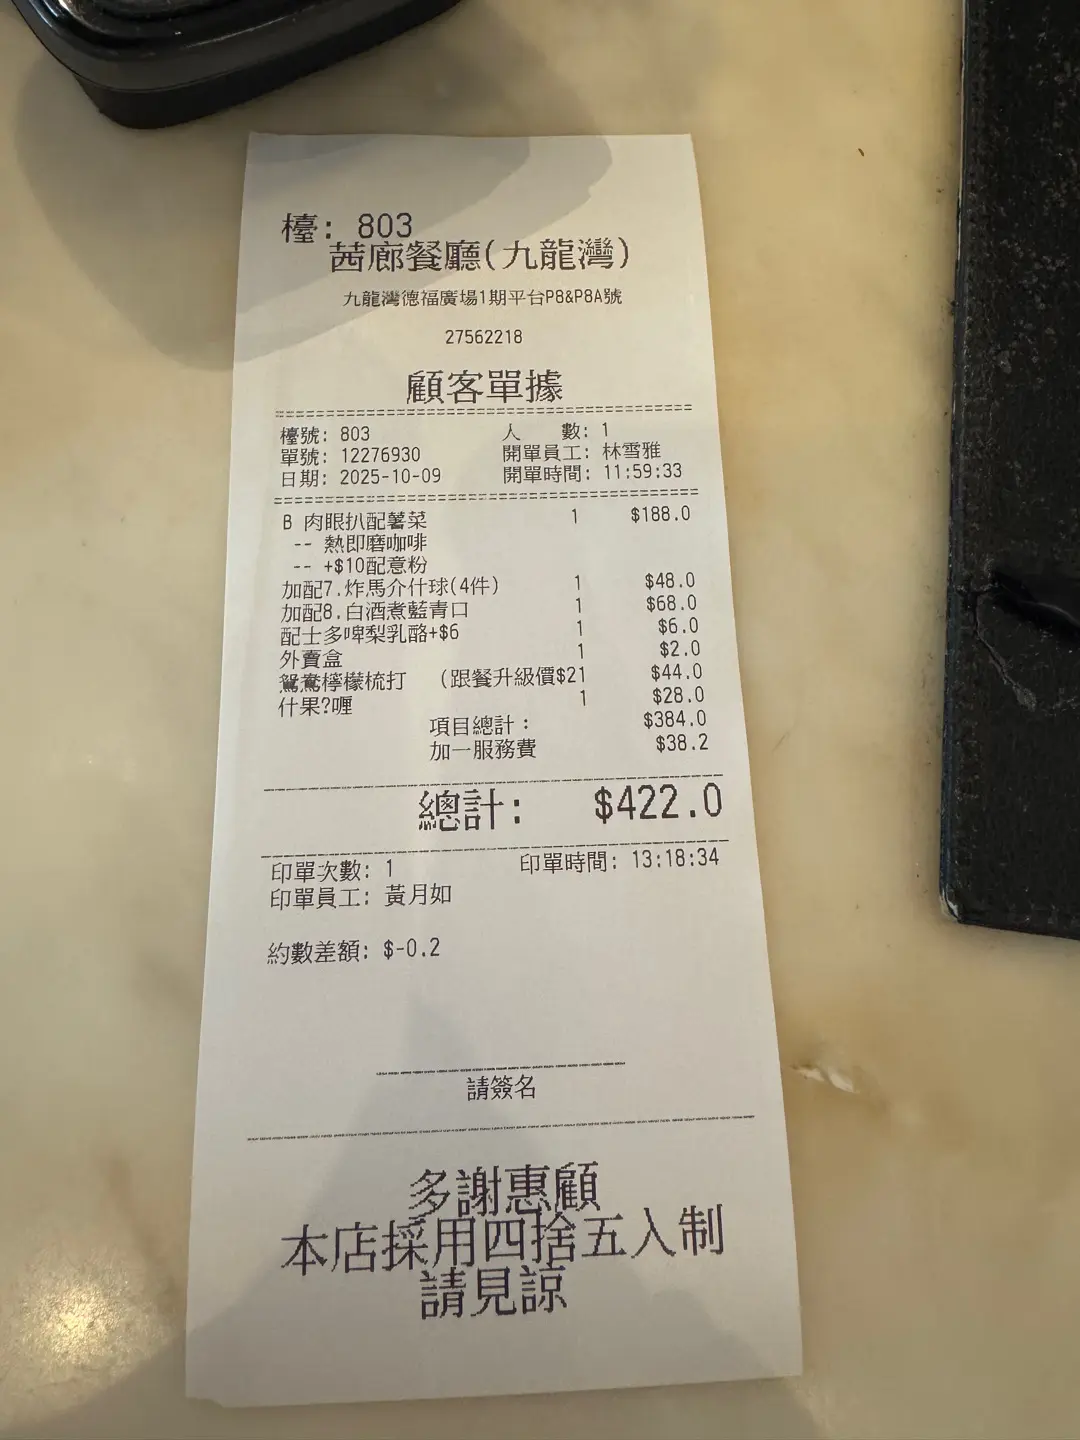 檯: 803
茜廊餐廳(九龍灣)
九龍灣德福廣場1期平台P8&P8A號
27562218
顧客單據
檯號: 803 人 數: 1
單號: 12276930 開單員工: 林雪雅
日期: 2025-10-09 開單時間: 11:59:33
B 肉眼扒配薯菜 1 $188.0
-- 熱即磨咖啡
-- +$10配意粉
加配7.炸馬介什球(4件) 1 $48.0
加配8.白酒煮藍青口 1 $68.0
配士多啤梨乳酪+$6 1 $6.0
外賣盒 1 $2.0
鴛鴦檸檬梳打 (跟餐升級價$21 $44.0
什果?喱 1 $28.0
項目總計: $384.0
加一服務費 $38.2
總計: $422.0
印單次數: 1 印單時間: 13:18:34
印單員工: 黃月如
約數差額: $-0.2
請簽名
多謝惠顧
本店採用四捨五入制
請見諒